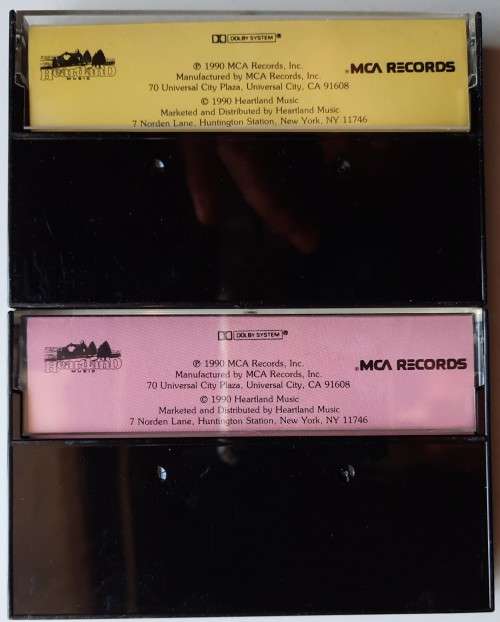 DOLBY SYSTEM®
Heartland
MUSIC
®MCA RECORDS
℗ 1990 MCA Records, Inc.
Manufactured by MCA Records, Inc.
70 Universal City Plaza, Universal City, CA 91608
© 1990 Heartland Music
Marketed and Distributed by Heartland Music
7 Norden Lane, Huntington Station, New York, NY 11746
DOLBY SYSTEM®
Heartland
MUSIC
®MCA RECORDS
℗ 1990 MCA Records, Inc.
Manufactured by MCA Records, Inc.
70 Universal City Plaza, Universal City, CA 91608
© 1990 Heartland Music
Marketed and Distributed by Heartland Music
7 Norden Lane, Huntington Station, New York, NY 11746